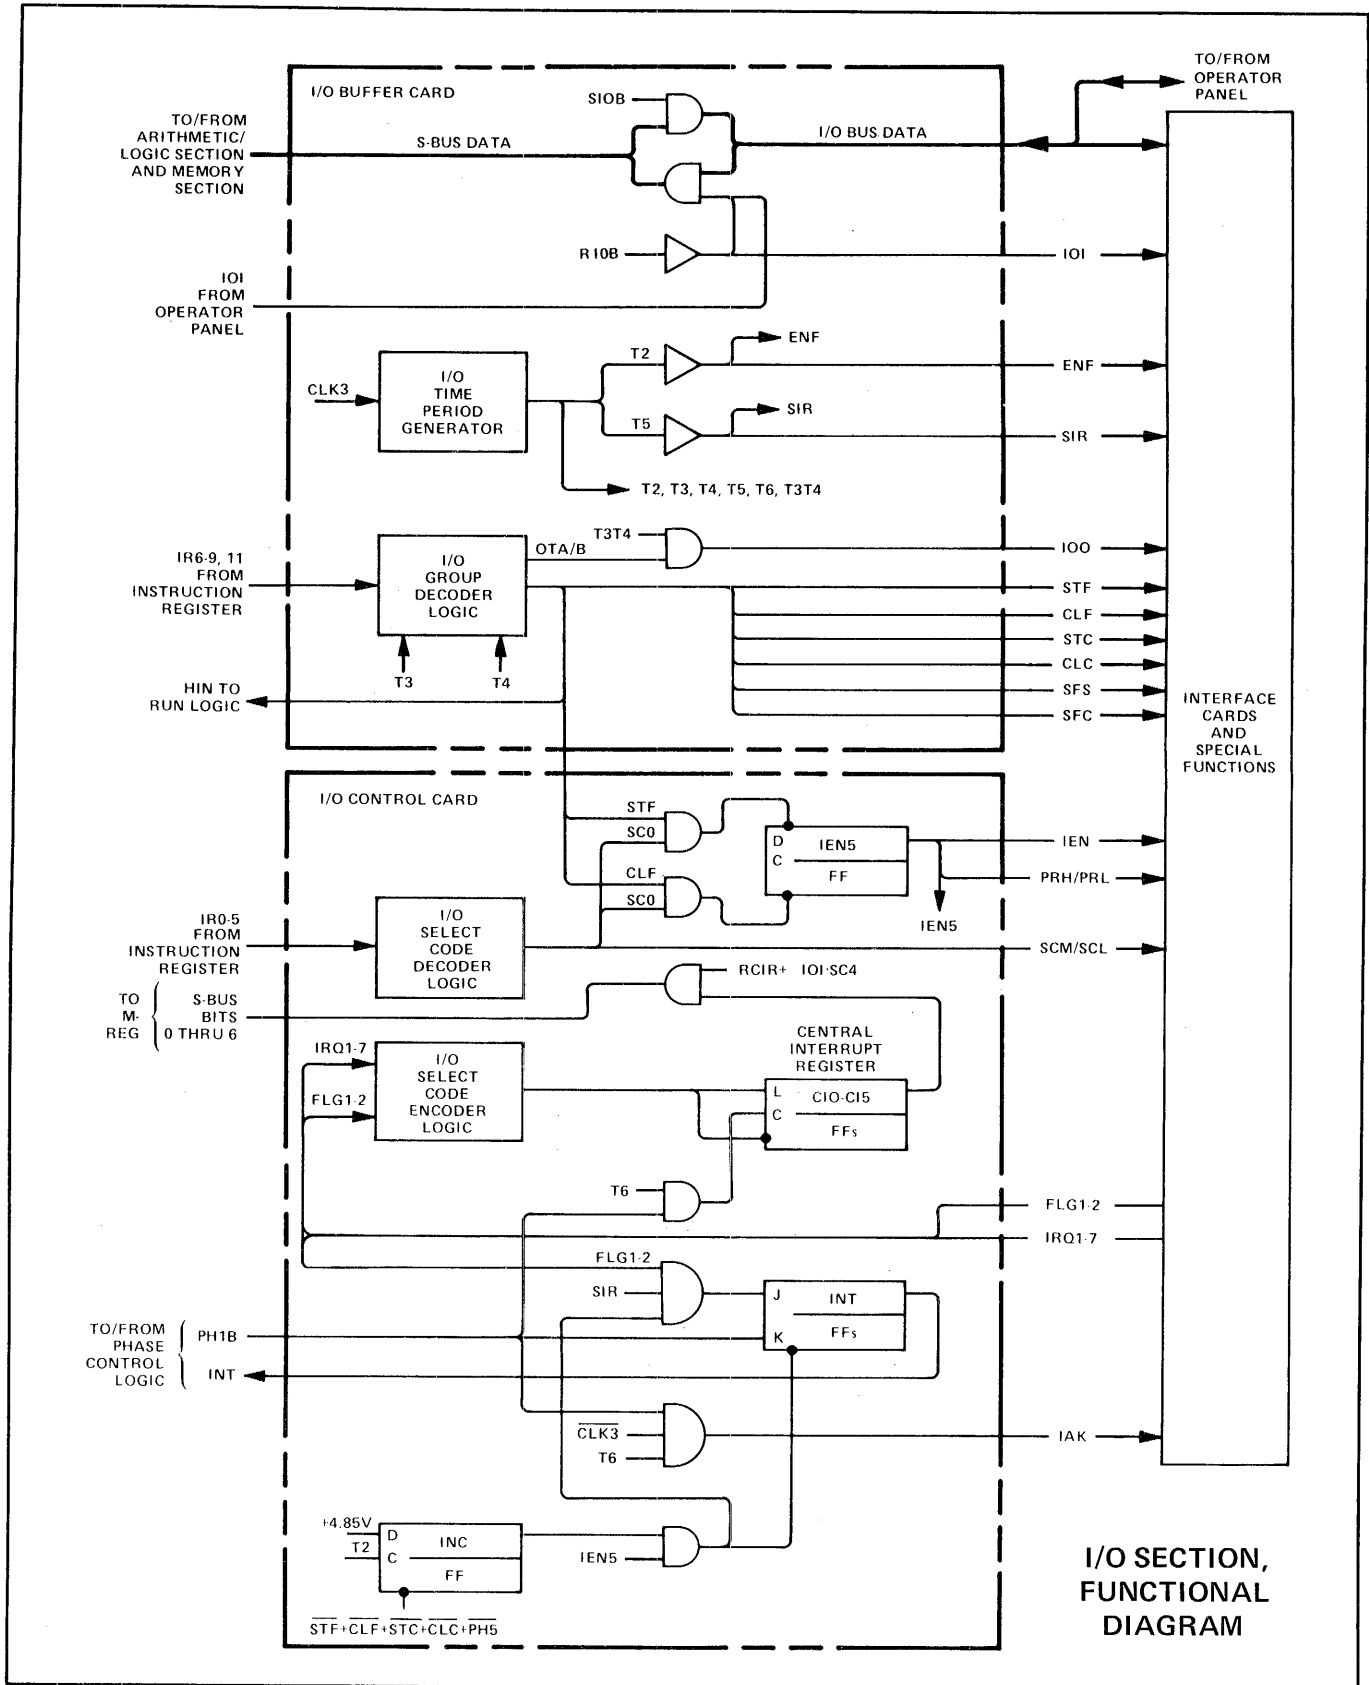 TO/FROM
OPERATOR
PANEL
I/O BUFFER CARD
SIOB
TO/FROM
ARITHMETIC/
LOGIC SECTION
AND MEMORY
SECTION
S-BUS DATA
I/O BUS DATA
R10B
IOI
IOI
FROM
OPERATOR
PANEL
CLK3
I/O
TIME
PERIOD
GENERATOR
T2
ENF
ENF
T5
SIR
SIR
T2, T3, T4, T5, T6, T3T4
IR6-9, 11
FROM
INSTRUCTION
REGISTER
I/O
GROUP
DECODER
LOGIC
OTA/B
T3T4
IOO
STF
CLF
STC
CLC
SFS
SFC
T3
T4
HIN TO
RUN LOGIC
INTERFACE
CARDS
AND
SPECIAL
FUNCTIONS
I/O CONTROL CARD
STF
SC0
CLF
SC0
D
C
IEN5
FF
IEN
PRH/PRL
IEN5
IR0-5
FROM
INSTRUCTION
REGISTER
I/O
SELECT
CODE
DECODER
LOGIC
SCM/SCL
RCIR+ IOI·SC4
TO
M-
REG
S-BUS
BITS
0 THRU 6
IRQ1-7
FLG1-2
I/O
SELECT
CODE
ENCODER
LOGIC
CENTRAL
INTERRUPT
REGISTER
L
C
CI0-CI5
FFs
T6
FLG1-2
IRQ1-7
FLG1-2
SIR
J
K
INT
FFs
TO/FROM
PHASE
CONTROL
LOGIC
PH1B
INT
CLK3
T6
IAK
+4.85V
T2
D
C
INC
FF
IEN5
STF+CLF+STC+CLC+PH5
I/O SECTION,
FUNCTIONAL
DIAGRAM